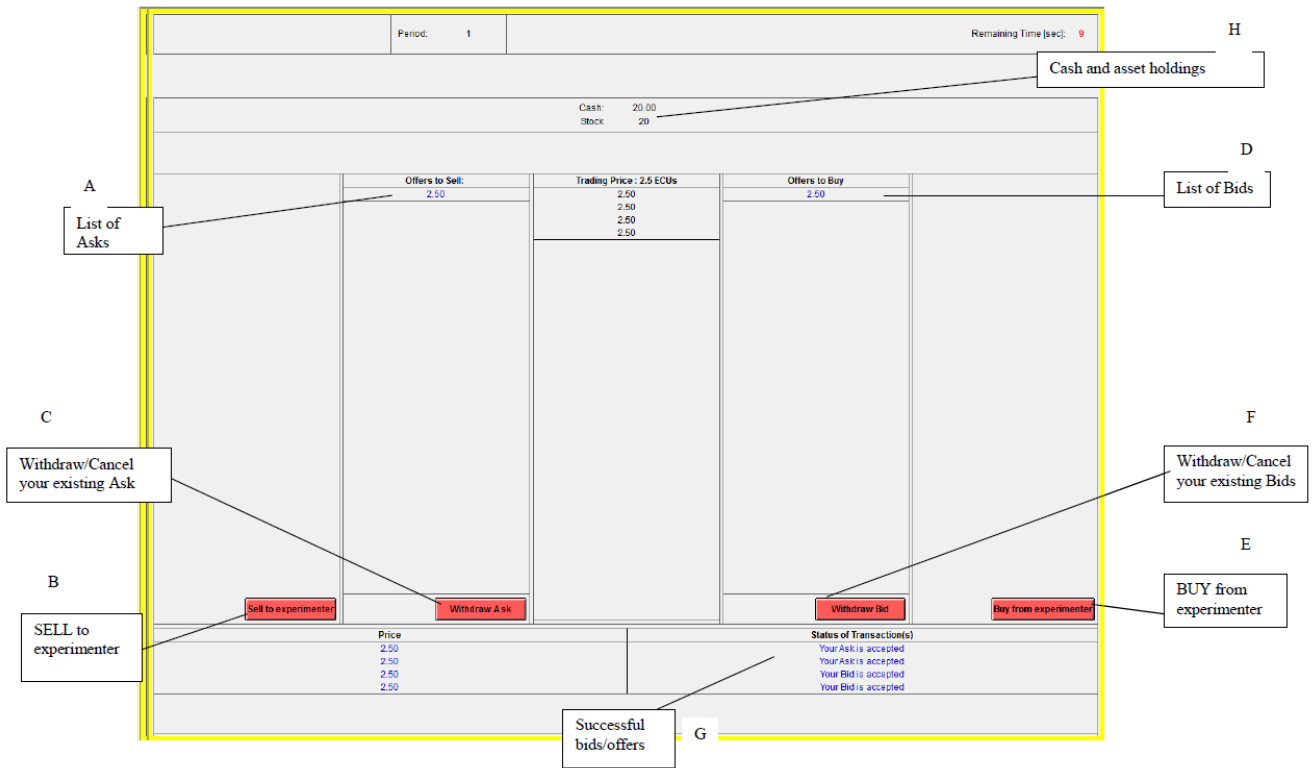 H
Period: 1
Remaining Time [sec]: 9
Cash and asset holdings
Cash: 20.00
Stock 20
D
A
Offers to Sell:
Trading Price : 2.5 ECUs
Offers to Buy
2.50
2.50
2.50
List of Bids
List of
Asks
2.50
2.50
2.50
C
F
Withdraw/Cancel
your existing Ask
Withdraw/Cancel
your existing Bids
E
B
Sell to experimenter
Withdraw Ask
Withdraw Bid
Buy from experimenter
BUY from
experimenter
SELL to
experimenter
Price
Status of Transaction(s)
2.50
Your Ask is accepted
2.50
Your Ask is accepted
2.50
Your Bid is accepted
2.50
Your Bid is accepted
Successful
bids/offers
G